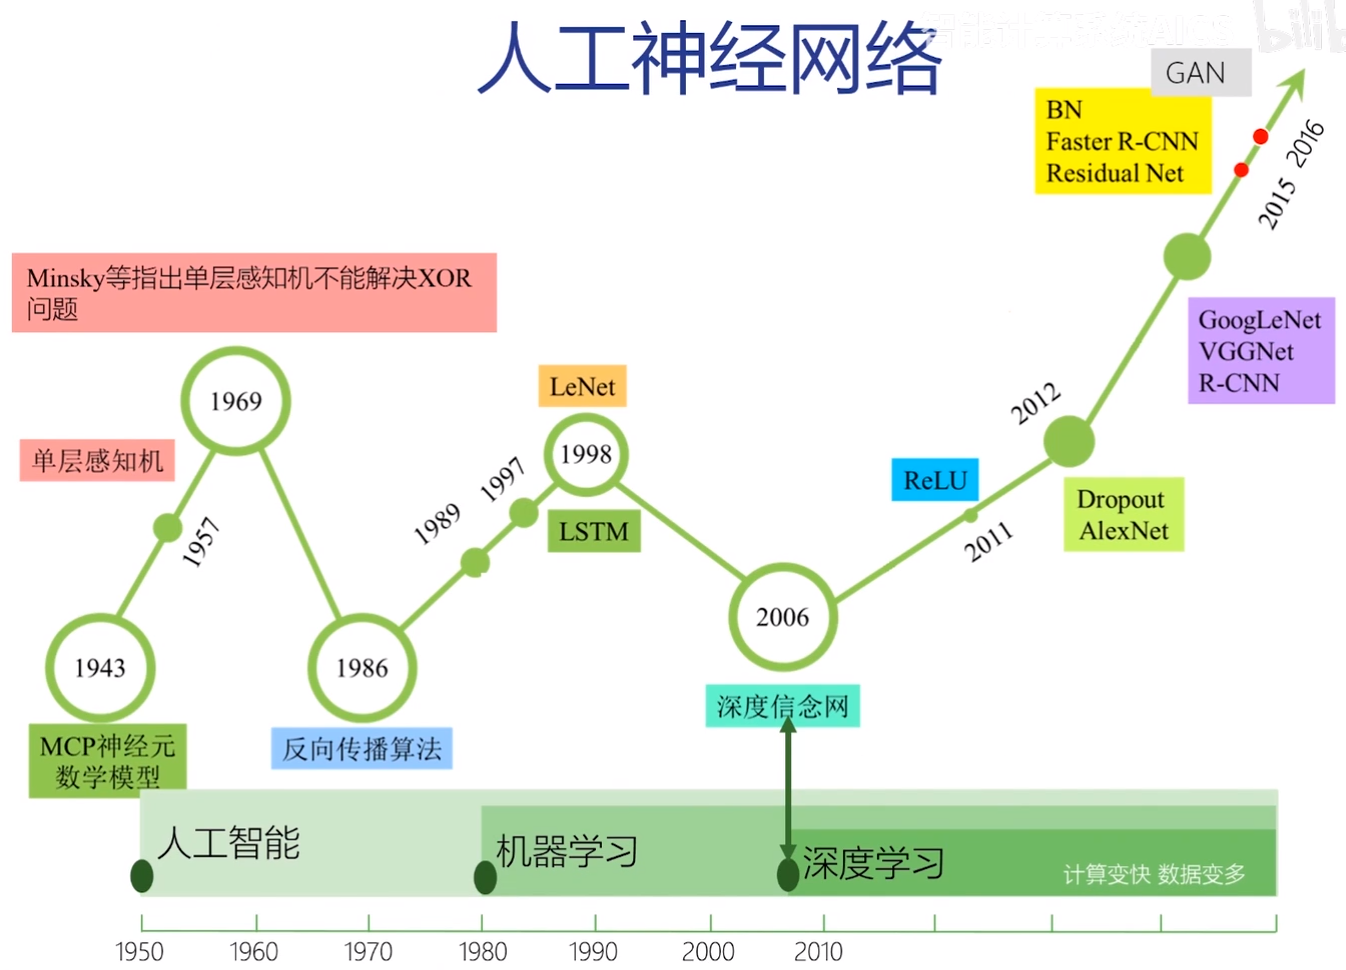 人工神经网络
智能计算系统AICS
bilib
GAN
BN
Faster R-CNN
Residual Net
2015
2016
GoogLeNet
VGGNet
R-CNN
Minsky等指出单层感知机不能解决XOR
问题
1969
单层感知机
1957
1943
MCP神经元
数学模型
1986
反向传播算法
1989
1997
LeNet
1998
LSTM
2006
深度信念网
ReLU
2011
2012
Dropout
AlexNet
人工智能
机器学习
深度学习
计算变快 数据变多
1950
1960
1970
1980
1990
2000
2010